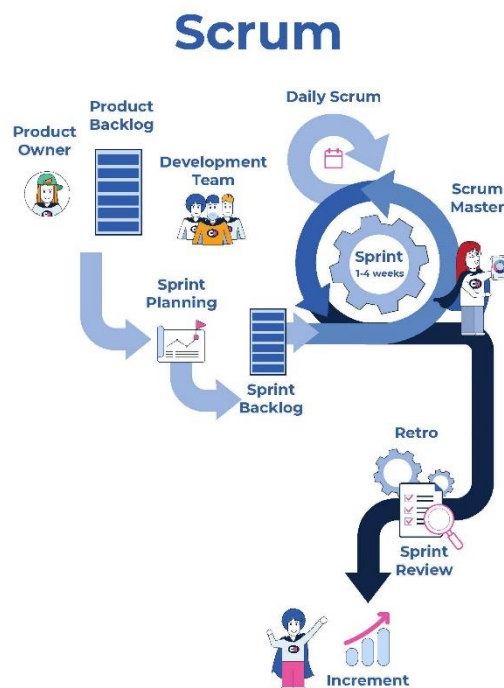 Scrum
Daily Scrum
Product
Backlog
Product
Owner
Development
Team
Scrum
Master
Sprint
1-4 weeks
Sprint
Planning
Sprint
Backlog
Retro
Sprint
Review
Increment